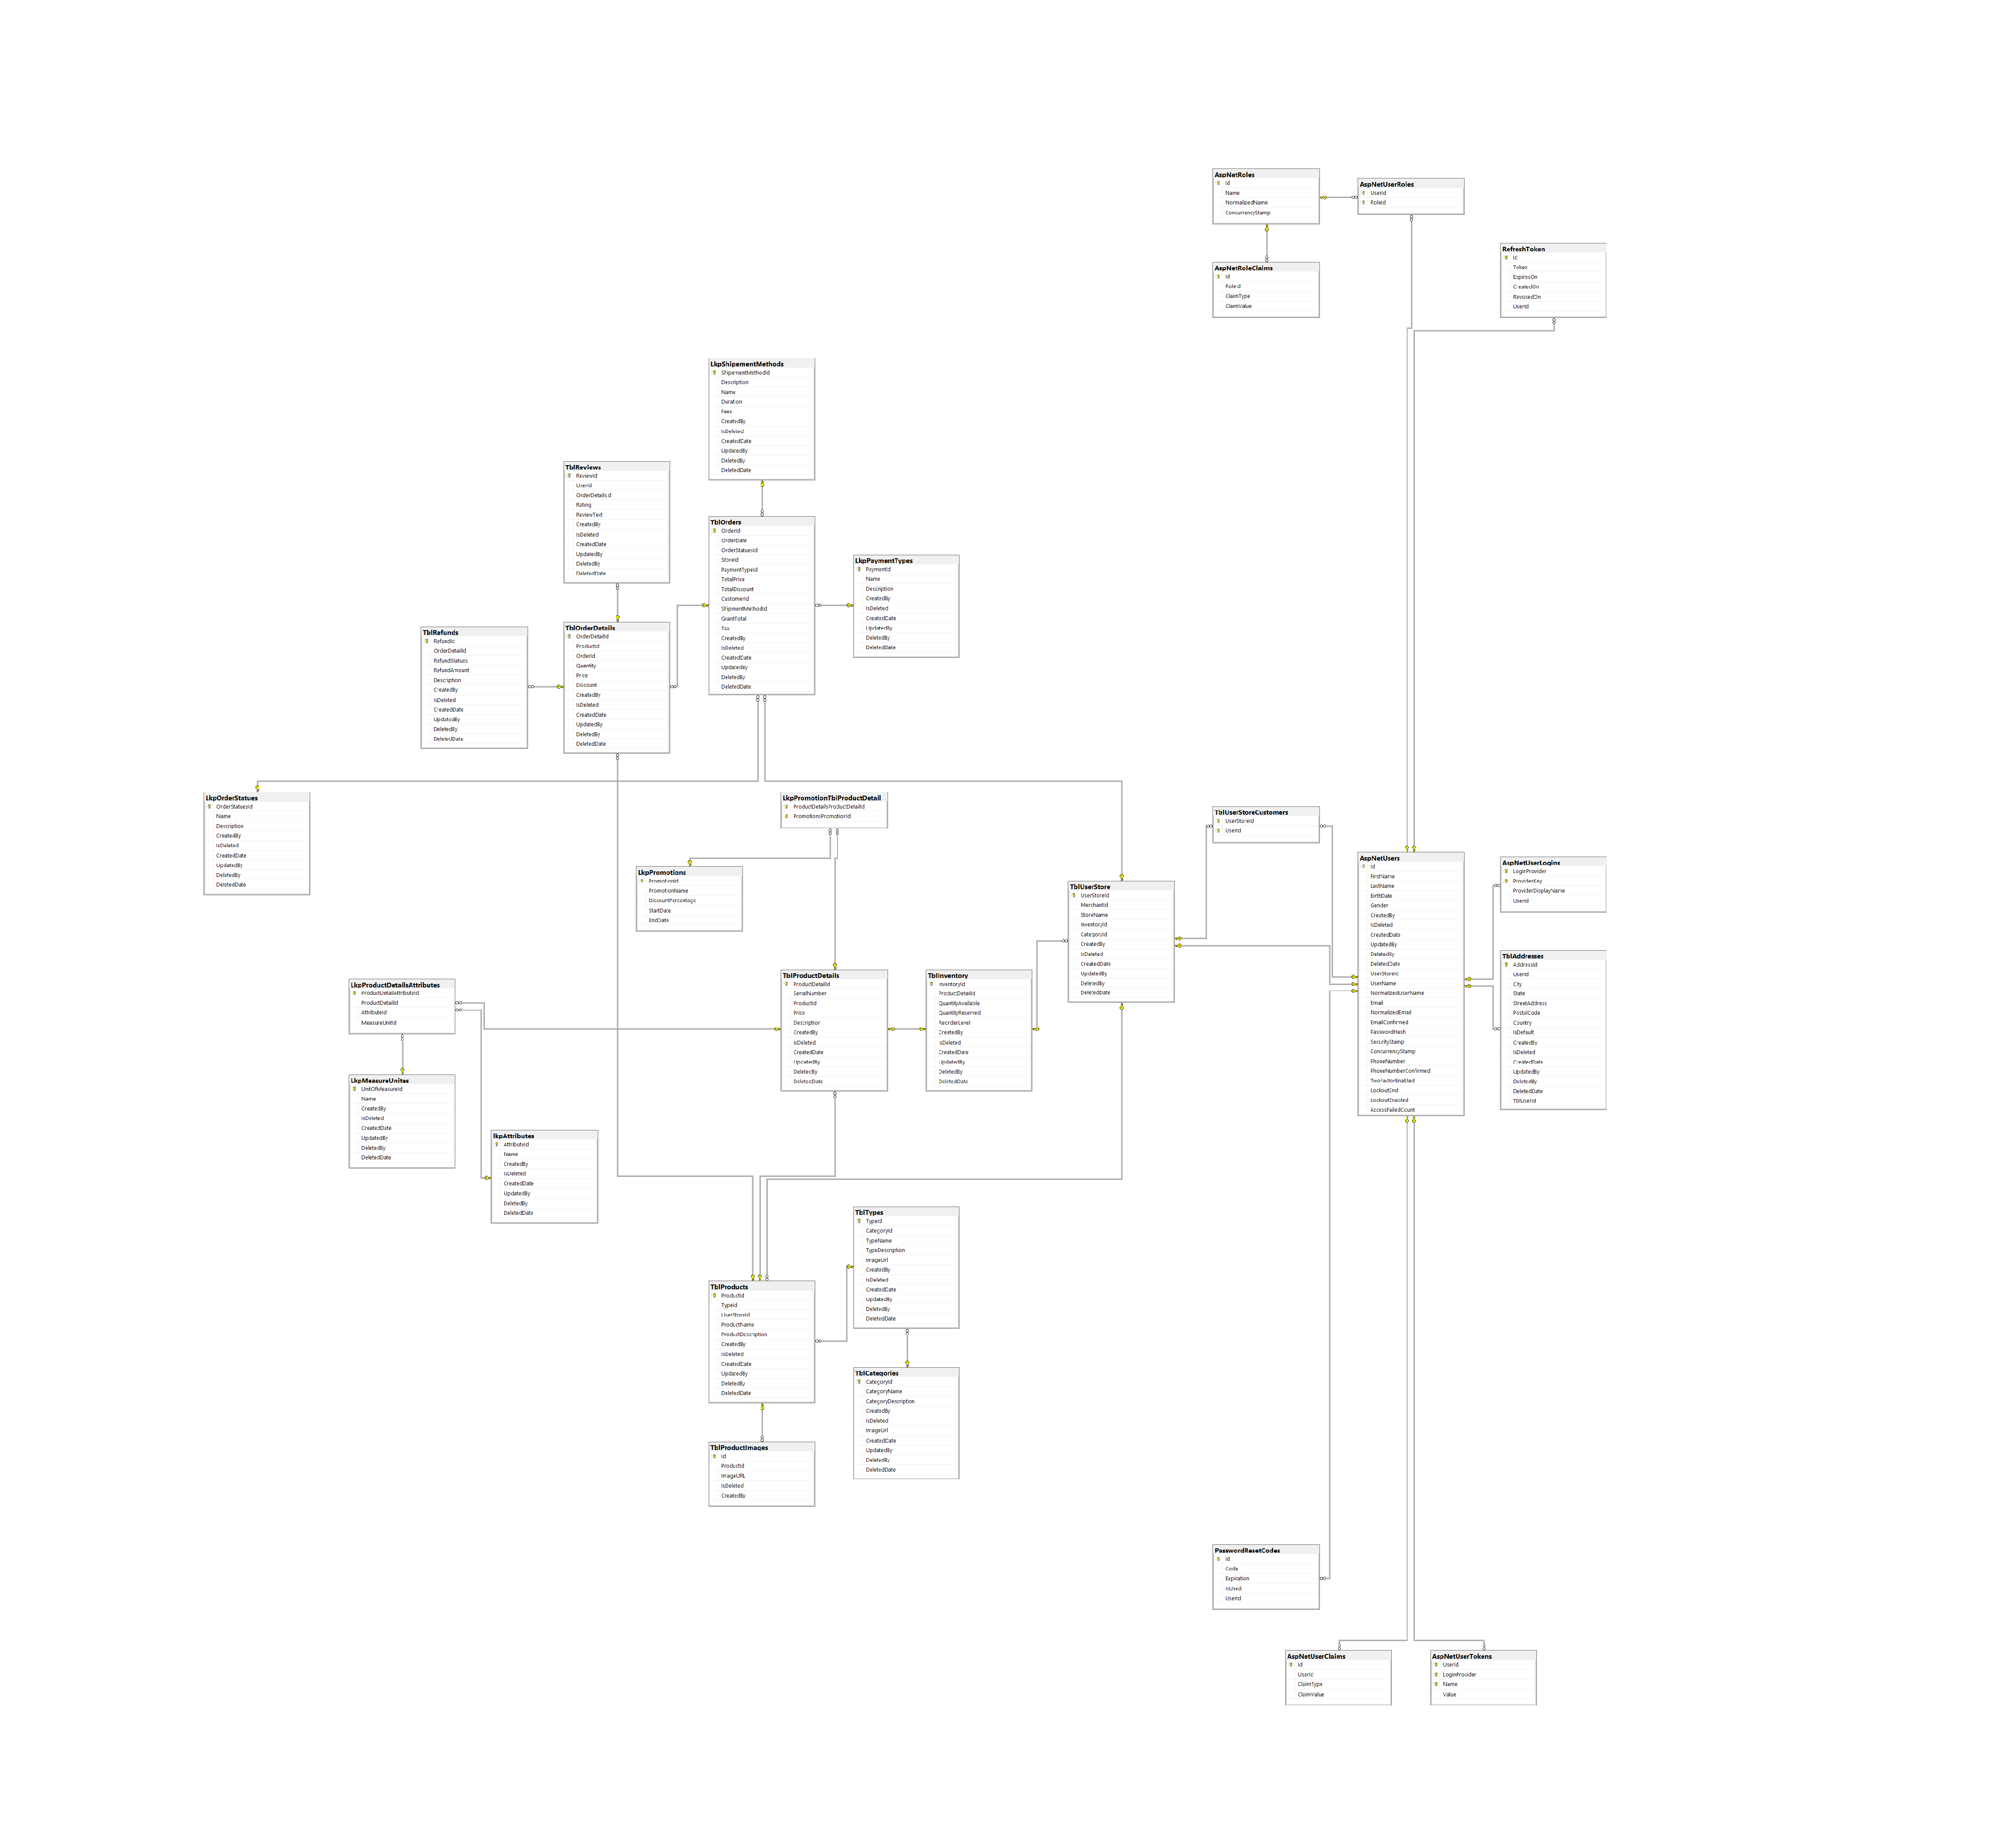 AspNetRoles
Id
Name
NormalizedName
ConcurrencyStamp
AspNetUserRoles
UserId
RoleId
RefreshToken
Id
Token
ExpiresOn
CreatedOn
RevokedOn
UserId
AspNetRoleClaims
Id
RoleId
ClaimType
ClaimValue
LkpShipementMethods
ShipementMethodId
Description
Name
Duration
Fees
CreatedBy
IsDeleted
CreatedDate
UpdatedBy
DeletedBy
DeletedDate
TblReviews
ReviewId
UserId
OrderDetailsId
Rating
ReviewText
CreatedBy
IsDeleted
CreatedDate
UpdatedBy
DeletedBy
DeletedDate
TblOrders
OrderId
OrderDate
OrderStatuesId
StoreId
PaymentTypeId
TotalPrice
TotalDiscount
CustomerId
ShipmentMethodId
GrantTotal
Tax
CreatedBy
IsDeleted
CreatedDate
UpdatedBy
DeletedBy
DeletedDate
LkpPaymentTypes
PaymentId
Name
Description
CreatedBy
IsDeleted
CreatedDate
UpdatedBy
DeletedBy
DeletedDate
TblRefunds
RefundId
OrderDetailId
RefundStatues
RefundAmount
Description
CreatedBy
IsDeleted
CreatedDate
UpdatedBy
DeletedBy
DeletedDate
TblOrderDetails
OrderDetailId
ProductId
OrderId
Quantity
Price
Discount
CreatedBy
IsDeleted
CreatedDate
UpdatedBy
DeletedBy
DeletedDate
LkpOrderStatues
OrderStatuesId
Name
Description
CreatedBy
IsDeleted
CreatedDate
UpdatedBy
DeletedBy
DeletedDate
LkpPromotionTblProductDetail
ProductDetailsProductDetailId
PromotionsPromotionId
LkpPromotions
PromotionId
PromotionName
DiscountPercentage
StartDate
EndDate
TblUserStoreCustomers
UserStoreId
UserId
TblUserStore
UserStoreId
MerchantId
StoreName
InventoryId
CategoryId
CreatedBy
IsDeleted
CreatedDate
UpdatedBy
DeletedBy
DeletedDate
AspNetUsers
Id
FirstName
LastName
BirthDate
Gender
CreatedBy
IsDeleted
CreatedDate
UpdatedBy
DeletedBy
DeletedDate
UserStoreId
UserName
NormalizedUserName
Email
NormalizedEmail
EmailConfirmed
PasswordHash
SecurityStamp
ConcurrencyStamp
PhoneNumber
PhoneNumberConfirmed
TwoFactorEnabled
LockoutEnd
LockoutEnabled
AccessFailedCount
AspNetUserLogins
LoginProvider
ProviderKey
ProviderDisplayName
UserId
TblAddresses
AddressId
UserId
City
State
StreetAddress
PostalCode
Country
IsDefault
CreatedBy
IsDeleted
CreatedDate
UpdatedBy
DeletedBy
DeletedDate
TblUserId
LkpProductDetailsAttributes
ProductDetailAttributeId
ProductDetailId
AttributeId
MeasureUnitId
TblProductDetails
ProductDetailId
SerialNumber
ProductId
Price
Description
CreatedBy
IsDeleted
CreatedDate
UpdatedBy
DeletedBy
DeletedDate
TblInventory
InventoryId
ProductDetailId
QuantityAvailable
QuantityReserved
ReorderLevel
CreatedBy
IsDeleted
CreatedDate
UpdatedBy
DeletedBy
DeletedDate
LkpMeasureUnites
UnitOfMeasureId
Name
CreatedBy
IsDeleted
CreatedDate
UpdatedBy
DeletedBy
DeletedDate
lkpAttributes
AttributeId
Name
CreatedBy
IsDeleted
CreatedDate
UpdatedBy
DeletedBy
DeletedDate
TblTypes
TypeId
CategoryId
TypeName
TypeDescription
ImageUrl
CreatedBy
IsDeleted
CreatedDate
UpdatedBy
DeletedBy
DeletedDate
TblProducts
ProductId
TypeId
UserStoreId
ProductName
ProductDescription
CreatedBy
IsDeleted
CreatedDate
UpdatedBy
DeletedBy
DeletedDate
TblCategories
CategoryId
CategoryName
CategoryDescription
CreatedBy
IsDeleted
ImageUrl
CreatedDate
UpdatedBy
DeletedBy
DeletedDate
TblProductImages
Id
ProductId
ImageURL
IsDeleted
CreatedBy
PasswordResetCodes
Id
Code
Expiration
IsUsed
UserId
AspNetUserClaims
Id
UserId
ClaimType
ClaimValue
AspNetUserTokens
UserId
LoginProvider
Name
Value